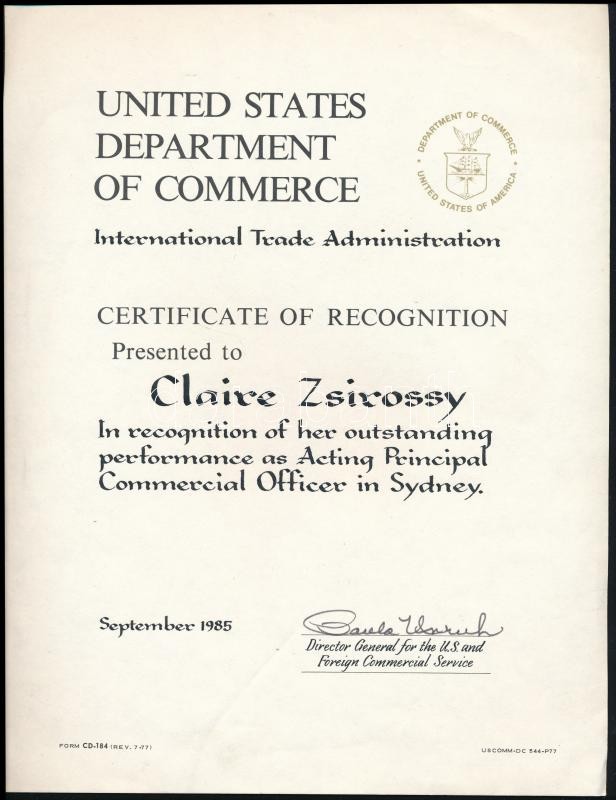 UNITED STATES
DEPARTMENT
OF COMMERCE
DEPARTMENT OF COMMERCE
UNITED STATES OF AMERICA
International Trade Administration
CERTIFICATE OF RECOGNITION
Presented to
Claire Zsirossy
In recognition of her outstanding
performance as Acting Principal
Commercial Officer in Sydney.
September 1985
Director General for the U.S. and
Foreign Commercial Service
FORM CD-184 (REV. 7-77)
USCOMM-DC 544-P77